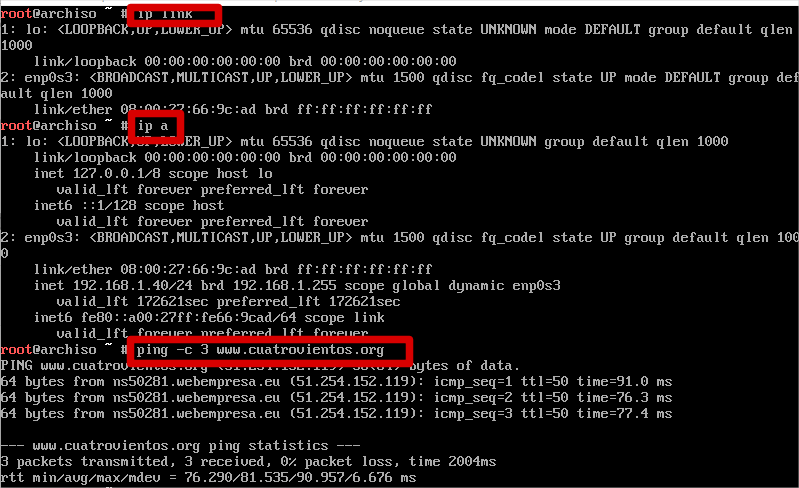 root@archiso ~ # ip link
1: lo: <LOOPBACK,UP,LOWER_UP> mtu 65536 qdisc noqueue state UNKNOWN mode DEFAULT group default qlen
1000
link/loopback 00:00:00:00:00:00 brd 00:00:00:00:00:00
2: enp0s3: <BROADCAST,MULTICAST,UP,LOWER_UP> mtu 1500 qdisc fq_codel state UP mode DEFAULT group def
ault qlen 1000
link/ether 08:00:27:66:9c:ad brd ff:ff:ff:ff:ff:ff
root@archiso ~ # ip a
1: lo: <LOOPBACK,UP,LOWER_UP> mtu 65536 qdisc noqueue state UNKNOWN group default qlen 1000
link/loopback 00:00:00:00:00:00 brd 00:00:00:00:00:00
inet 127.0.0.1/8 scope host lo
valid_lft forever preferred_lft forever
inet6 ::1/128 scope host
valid_lft forever preferred_lft forever
2: enp0s3: <BROADCAST,MULTICAST,UP,LOWER_UP> mtu 1500 qdisc fq_codel state UP group default qlen 100
0
link/ether 08:00:27:66:9c:ad brd ff:ff:ff:ff:ff:ff
inet 192.168.1.40/24 brd 192.168.1.255 scope global dynamic enp0s3
valid_lft 172621sec preferred_lft 172621sec
inet6 fe80::a00:27ff:fe66:9cad/64 scope link
valid_lft forever preferred_lft forever
root@archiso ~ # ping -c 3 www.cuatrovientos.org
PING www.cuatrovientos.org (51.254.152.119) 56(84) bytes of data.
64 bytes from ns50281.webempresa.eu (51.254.152.119): icmp_seq=1 ttl=50 time=91.0 ms
64 bytes from ns50281.webempresa.eu (51.254.152.119): icmp_seq=2 ttl=50 time=76.3 ms
64 bytes from ns50281.webempresa.eu (51.254.152.119): icmp_seq=3 ttl=50 time=77.4 ms
--- www.cuatrovientos.org ping statistics ---
3 packets transmitted, 3 received, 0% packet loss, time 2004ms
rtt min/avg/max/mdev = 76.290/81.535/90.957/6.676 ms